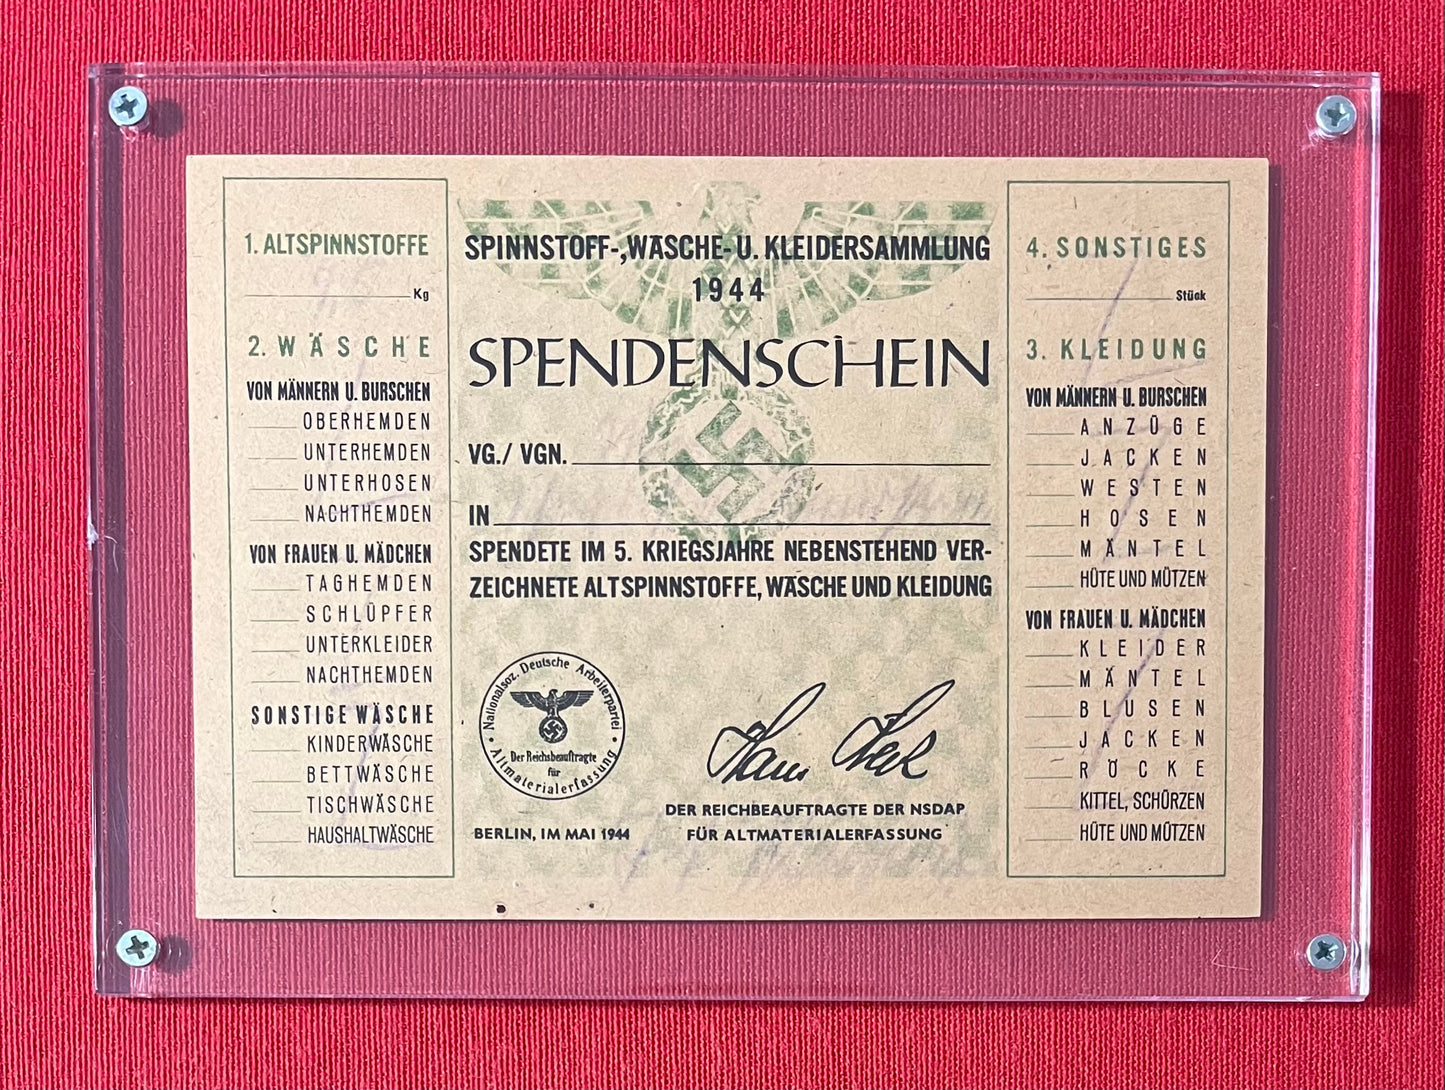 1. ALTSPINNSTOFFE
Kg
2. WÄSCHE
VON MÄNNERN U. BURSCHEN
OBERHEMDEN
UNTERHEMDEN
UNTERHOSEN
NACHTHEMDEN
VON FRAUEN U. MÄDCHEN
TAGHEMDEN
SCHLÜPFER
UNTERKLEIDER
NACHTHEMDEN
SONSTIGE WÄSCHE
KINDERWÄSCHE
BETTWÄSCHE
TISCHWÄSCHE
HAUSHALTWÄSCHE
SPINNSTOFF-, WÄSCHE- U. KLEIDERSAMMLUNG
1944
SPENDENSCHEIN
VG./ VGN.
IN
SPENDETE IM 5. KRIEGSJAHRE NEBENSTEHEND VER-
ZEICHNETE ALTSPINNSTOFFE, WÄSCHE UND KLEIDUNG
Nationalsoz. Deutsche Arbeiterpartei
Der Reichsbeauftragte
für
Altmaterialerfassung
BERLIN, IM MAI 1944
Hans Heck
DER REICHBEAUFTRAGTE DER NSDAP
FÜR ALTMATERIALERFASSUNG
4. SONSTIGES
Stück
3. KLEIDUNG
VON MÄNNERN U. BURSCHEN
ANZÜGE
JACKEN
WESTEN
HOSEN
MÄNTEL
HÜTE UND MÜTZEN
VON FRAUEN U. MÄDCHEN
KLEIDER
MÄNTEL
BLUSEN
JACKEN
RÖCKE
KITTEL, SCHÜRZEN
HÜTE UND MÜTZEN